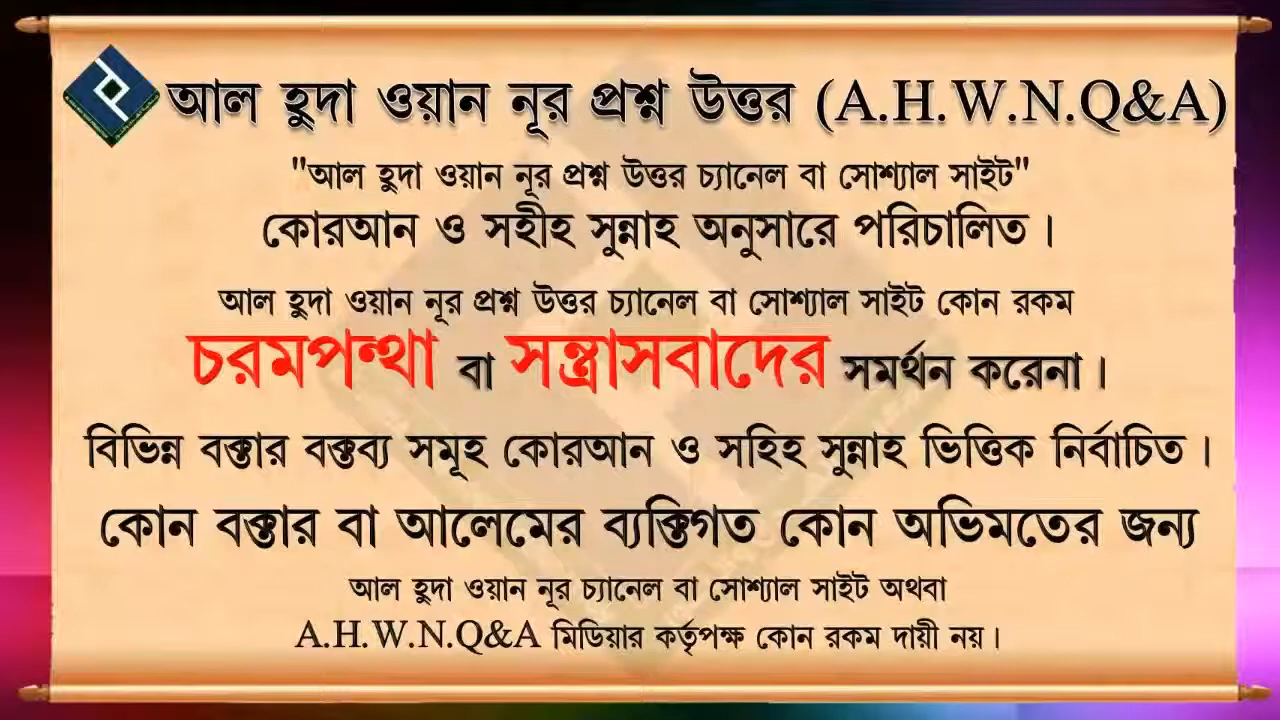 আল হুদা ওয়ান নূর প্রশ্ন উত্তর (A.H.W.N.Q&A)
"আল হুদা ওয়ান নূর প্রশ্ন উত্তর চ্যানেল বা সোশ্যাল সাইট"
কোরআন ও সহীহ সুন্নাহ অনুসারে পরিচালিত।
আল হুদা ওয়ান নূর প্রশ্ন উত্তর চ্যানেল বা সোশ্যাল সাইট কোন রকম
চরমপন্থা বা সন্ত্রাসবাদের সমর্থন করেনা।
বিভিন্ন বক্তার বক্তব্য সমূহ কোরআন ও সহিহ সুন্নাহ ভিত্তিক নির্বাচিত।
কোন বক্তার বা আলেমের ব্যক্তিগত কোন অভিমতের জন্য
আল হুদা ওয়ান নূর চ্যানেল বা সোশ্যাল সাইট অথবা
A.H.W.N.Q&A মিডিয়ার কর্তৃপক্ষ কোন রকম দায়ী নয়।